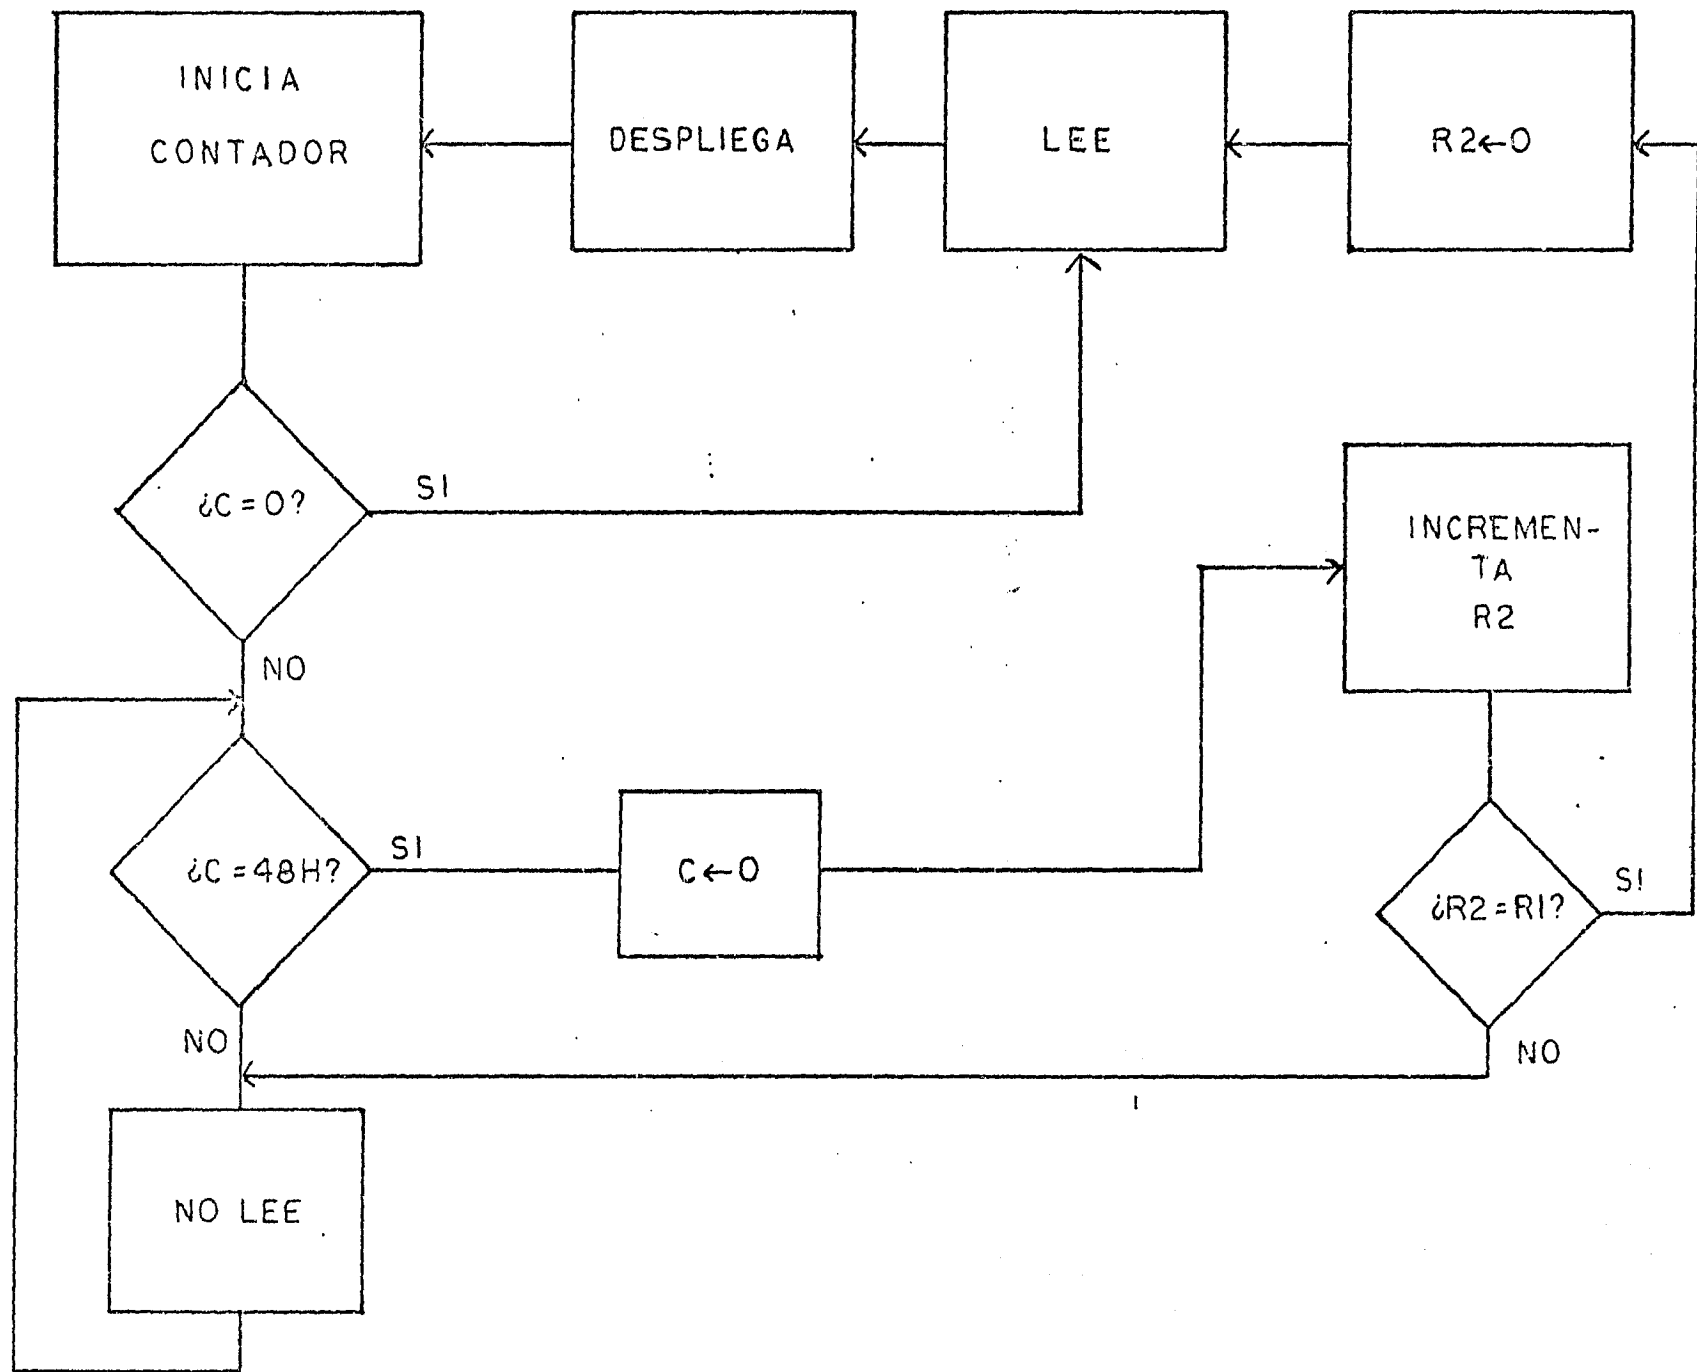 INICIA
CONTADOR
DESPLIEGA
LEE
R2←0
¿C=0?
SI
NO
INCREMEN-
TA
R2
¿C=48H?
SI
C←0
¿R2=R1?
SI
NO
NO
NO LEE